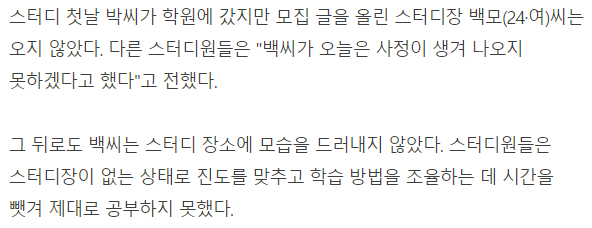 스터디 첫날 박씨가 학원에 갔지만 모집 글을 올린 스터디장 백모(24·여)씨는
오지 않았다. 다른 스터디원들은 "백씨가 오늘은 사정이 생겨 나오지
못하겠다고 했다"고 전했다.
그 뒤로도 백씨는 스터디 장소에 모습을 드러내지 않았다. 스터디원들은
스터디장이 없는 상태로 진도를 맞추고 학습 방법을 조율하는 데 시간을
뺏겨 제대로 공부하지 못했다.